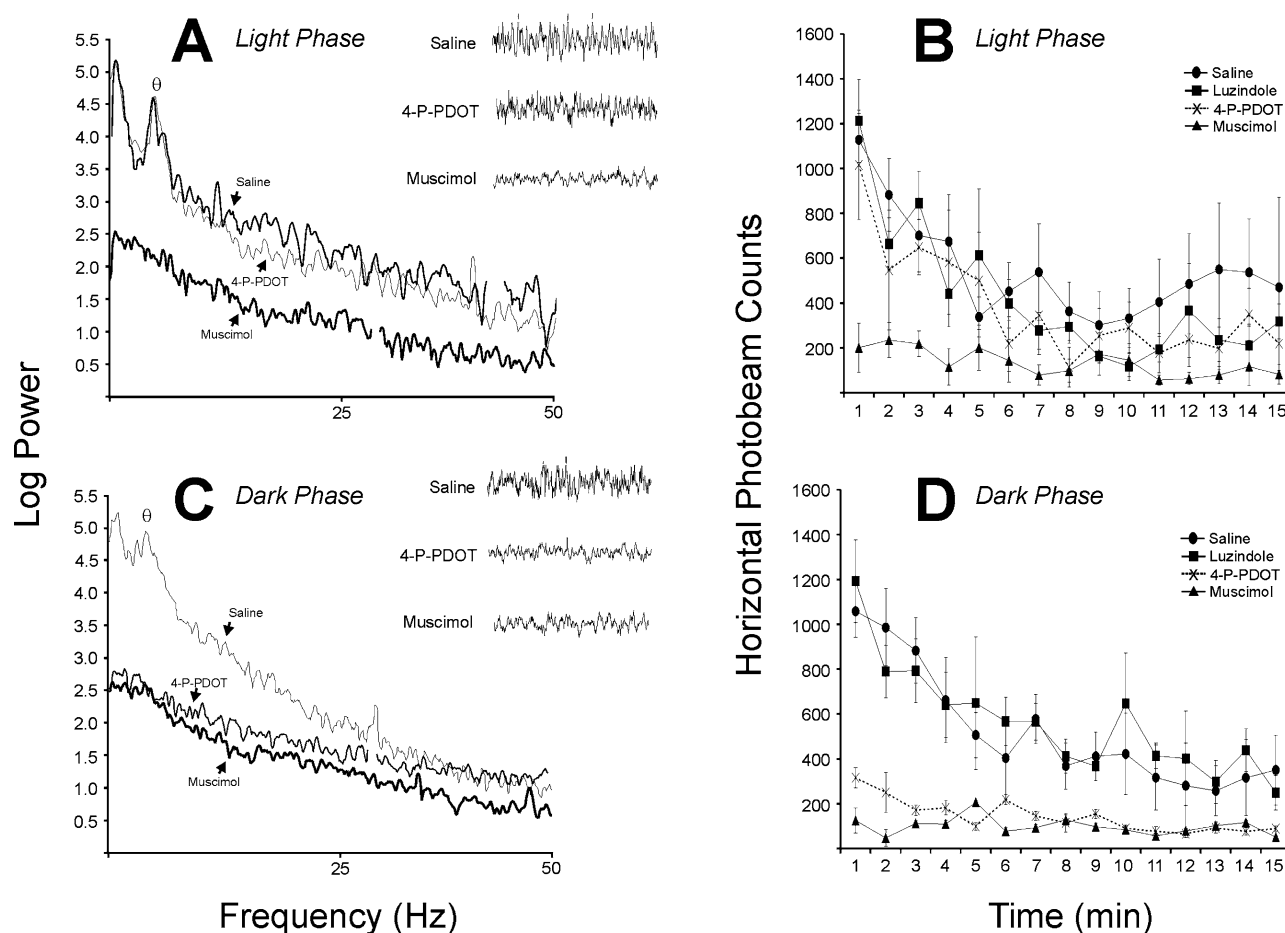 A Light Phase
5.5
5.0
4.5
4.0
3.5
3.0
2.5
2.0
1.5
1.0
0.5
25
50
θ
Saline
4-P-PDOT
Muscimol
Saline
4-P-PDOT
Muscimol
B Light Phase
1600
1400
1200
1000
800
600
400
200
1 2 3 4 5 6 7 8 9 10 11 12 13 14 15
Saline
Luzindole
4-P-PDOT
Muscimol
Log Power
Horizontal Photobeam Counts
C Dark Phase
5.5
5.0
4.5
4.0
3.5
3.0
2.5
2.0
1.5
1.0
0.5
25
50
θ
Saline
4-P-PDOT
Muscimol
Saline
4-P-PDOT
Muscimol
D Dark Phase
1600
1400
1200
1000
800
600
400
200
1 2 3 4 5 6 7 8 9 10 11 12 13 14 15
Saline
Luzindole
4-P-PDOT
Muscimol
Frequency (Hz)
Time (min)